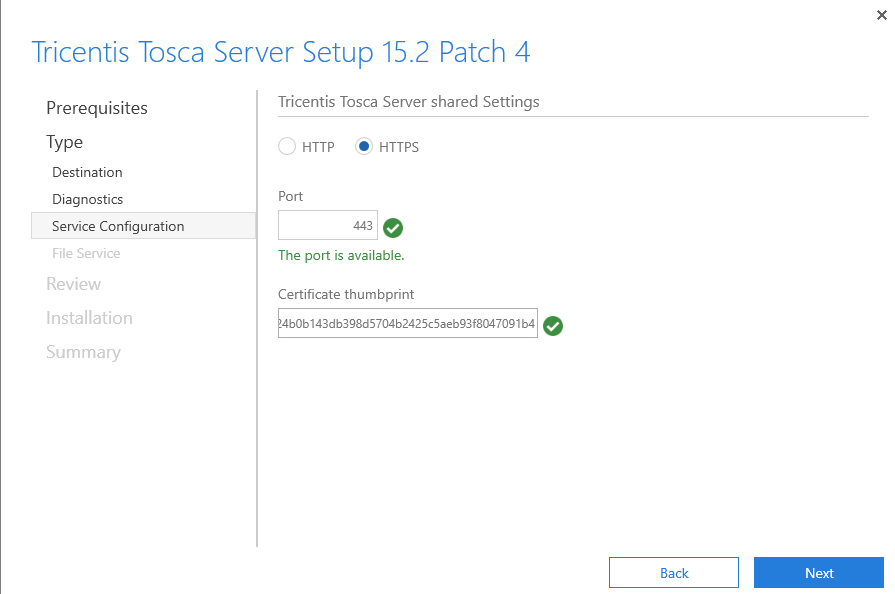 Tricentis Tosca Server Setup 15.2 Patch 4
Prerequisites
Type
Destination
Diagnostics
Service Configuration
File Service
Review
Installation
Summary
Tricentis Tosca Server shared Settings
HTTP HTTPS
Port
443
The port is available.
Certificate thumbprint
24b0b143db398d5704b2425c5aeb93f8047091b4
Back Next